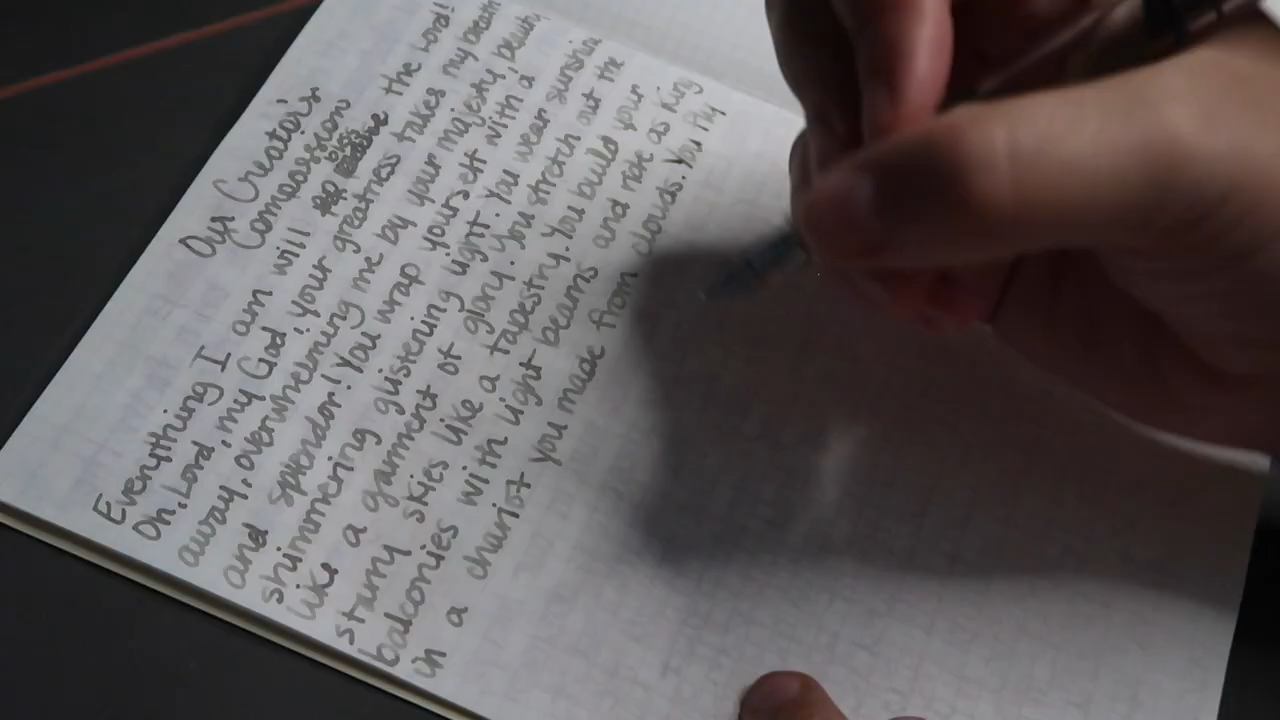 Our Creator's
Compassion
Everything I am will bless the Lord!
Oh, Lord, my God! Your greatness takes my breath
away, overwhelming me by your majesty, beauty
and splendor! You wrap yourself with a
shimmering glistening light. You wear sunshine
like a garment of glory. You stretch out the
starry skies like a tapestry. You build your
balconies with light beams and ride as King
in a chariot you made from clouds. You fly